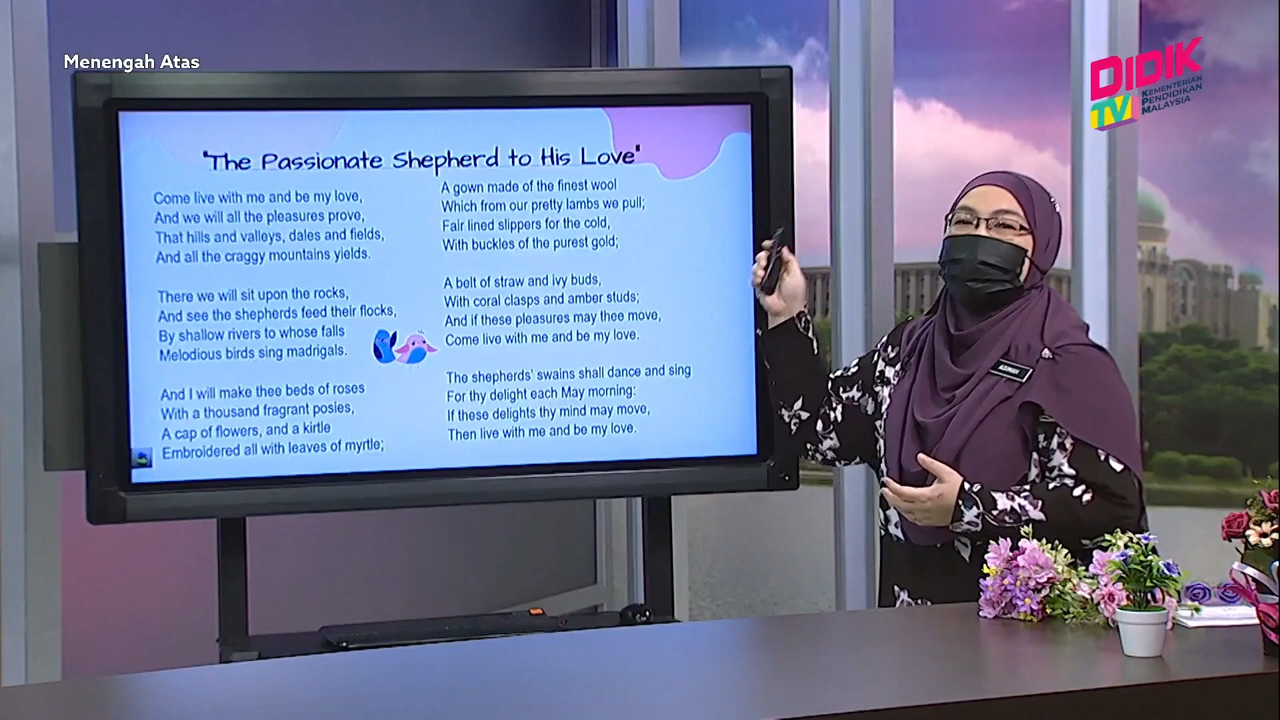 Menengah Atas
DIDIK
TV
KEMENTERIAN
PENDIDIKAN
MALAYSIA
"The Passionate Shepherd to His Love"
Come live with me and be my love,
And we will all the pleasures prove,
That hills and valleys, dales and fields,
And all the craggy mountains yields.
There we will sit upon the rocks,
And see the shepherds feed their flocks,
By shallow rivers to whose falls
Melodious birds sing madrigals.
And I will make thee beds of roses
With a thousand fragrant posies,
A cap of flowers, and a kirtle
Embroidered all with leaves of myrtle;
A gown made of the finest wool
Which from our pretty lambs we pull;
Fair lined slippers for the cold,
With buckles of the purest gold;
A belt of straw and ivy buds,
With coral clasps and amber studs;
And if these pleasures may thee move,
Come live with me and be my love.
The shepherds' swains shall dance and sing
For thy delight each May morning:
If these delights thy mind may move,
Then live with me and be my love.